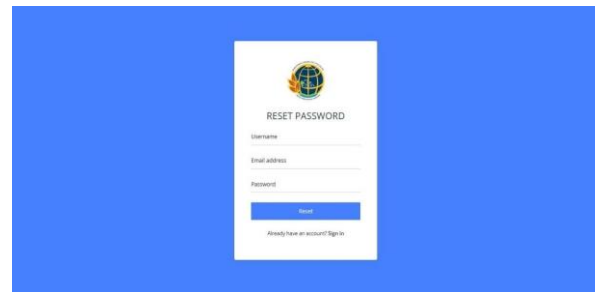 RESET PASSWORD
Username
Email address
Password
Reset
Already have an account? Sign in